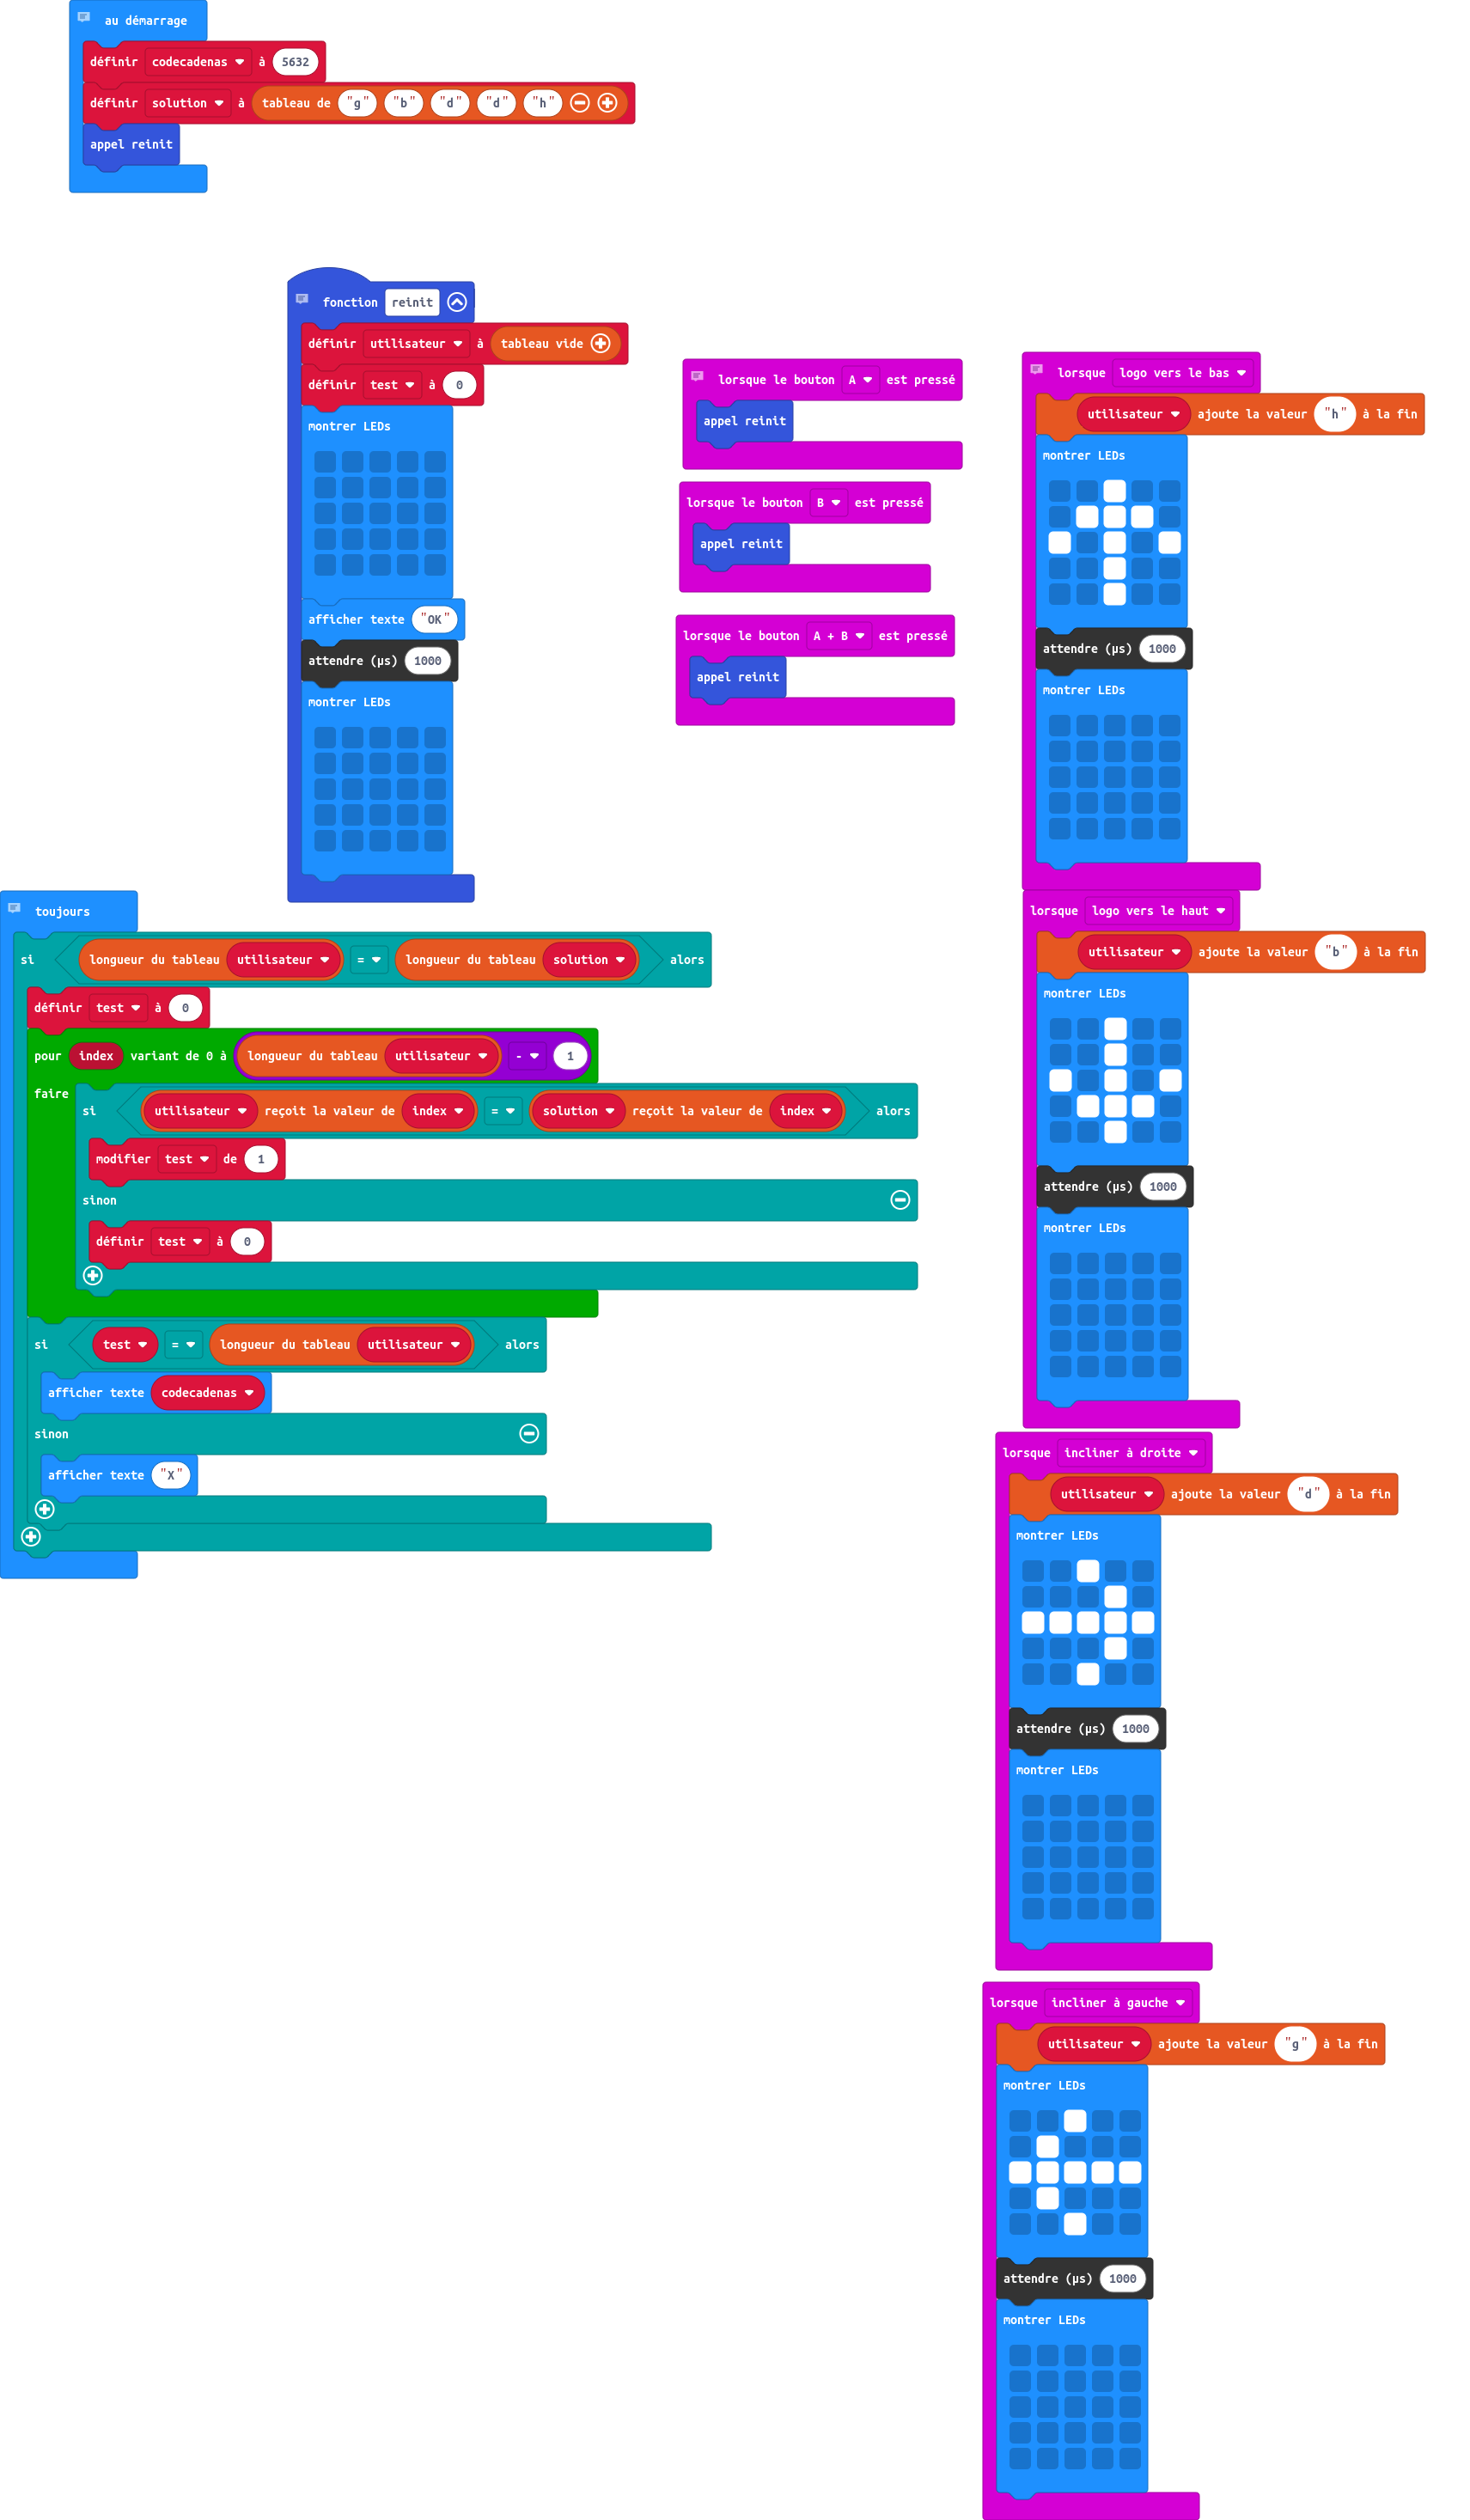 au démarrage
définir codecadenas à 5632
définir solution à tableau de "g" "b" "d" "d" "h"
appel reinit
fonction reinit
définir utilisateur à tableau vide
définir test à 0
montrer LEDs
afficher texte "OK"
attendre (µs) 1000
montrer LEDs
lorsque le bouton A est pressé
appel reinit
lorsque le bouton B est pressé
appel reinit
lorsque le bouton A + B est pressé
appel reinit
lorsque logo vers le bas
utilisateur ajoute la valeur "h" à la fin
montrer LEDs
attendre (µs) 1000
montrer LEDs
lorsque logo vers le haut
utilisateur ajoute la valeur "b" à la fin
montrer LEDs
attendre (µs) 1000
montrer LEDs
toujours
si longueur du tableau utilisateur = longueur du tableau solution alors
définir test à 0
pour index variant de 0 à longueur du tableau utilisateur - 1
faire
si utilisateur reçoit la valeur de index = solution reçoit la valeur de index alors
modifier test de 1
sinon
définir test à 0
si test = longueur du tableau utilisateur alors
afficher texte codecadenas
sinon
afficher texte "X"
lorsque incliner à droite
utilisateur ajoute la valeur "d" à la fin
montrer LEDs
attendre (µs) 1000
montrer LEDs
lorsque incliner à gauche
utilisateur ajoute la valeur "g" à la fin
montrer LEDs
attendre (µs) 1000
montrer LEDs